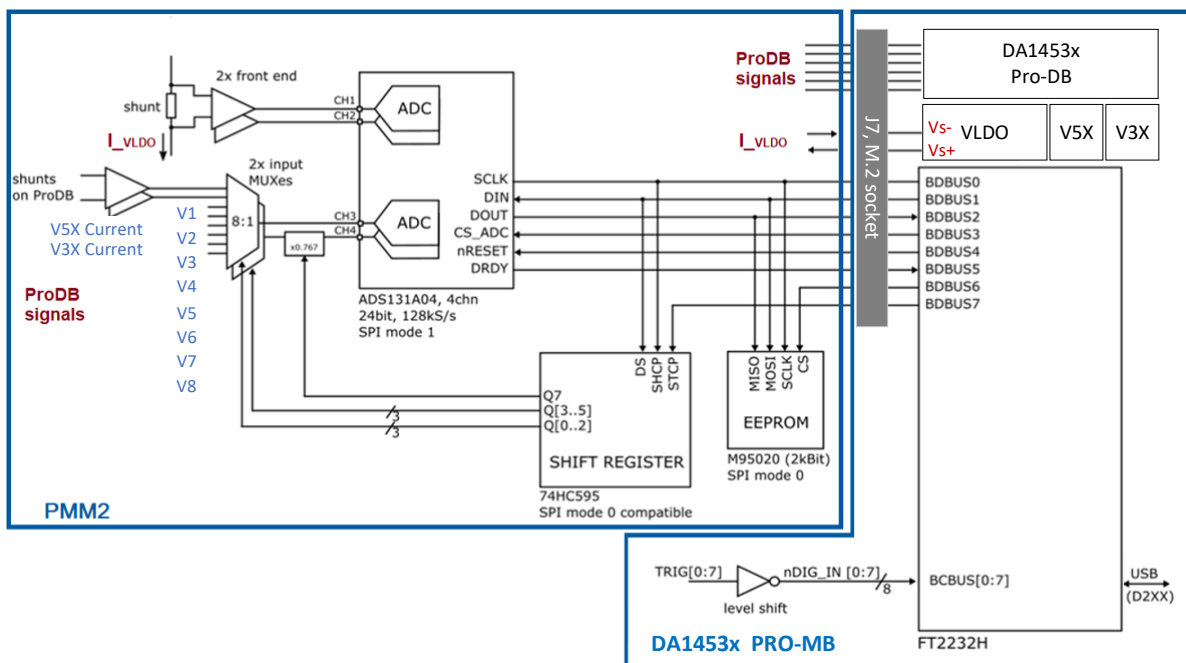 2x front end
shunt
I_VLDO
CH1
CH2
ADC
shunts
on ProDB
2x input
MUXes
8:1
V5X Current
V3X Current
V1
V2
V3
V4
V5
V6
V7
V8
ProDB
signals
CH3
CH4
x0.767
ADC
SCLK
DIN
DOUT
CS_ADC
nRESET
DRDY
ADS131A04, 4chn
24bit, 128kS/s
SPI mode 1
DS
SHCP
STCP
Q7
Q[3..5]
Q[0..2]
3
3
SHIFT REGISTER
74HC595
SPI mode 0 compatible
MISO
MOSI
SCLK
CS
EEPROM
M95020 (2kBit)
SPI mode 0
PMM2
ProDB
signals
I_VLDO
J7, M.2 socket
DA1453x
Pro-DB
Vs-
Vs+
VLDO
V5X
V3X
BDBUS0
BDBUS1
BDBUS2
BDBUS3
BDBUS4
BDBUS5
BDBUS6
BDBUS7
TRIG[0:7]
nDIG_IN [0:7]
8
level shift
BCBUS[0:7]
USB
(D2XX)
FT2232H
DA1453x PRO-MB